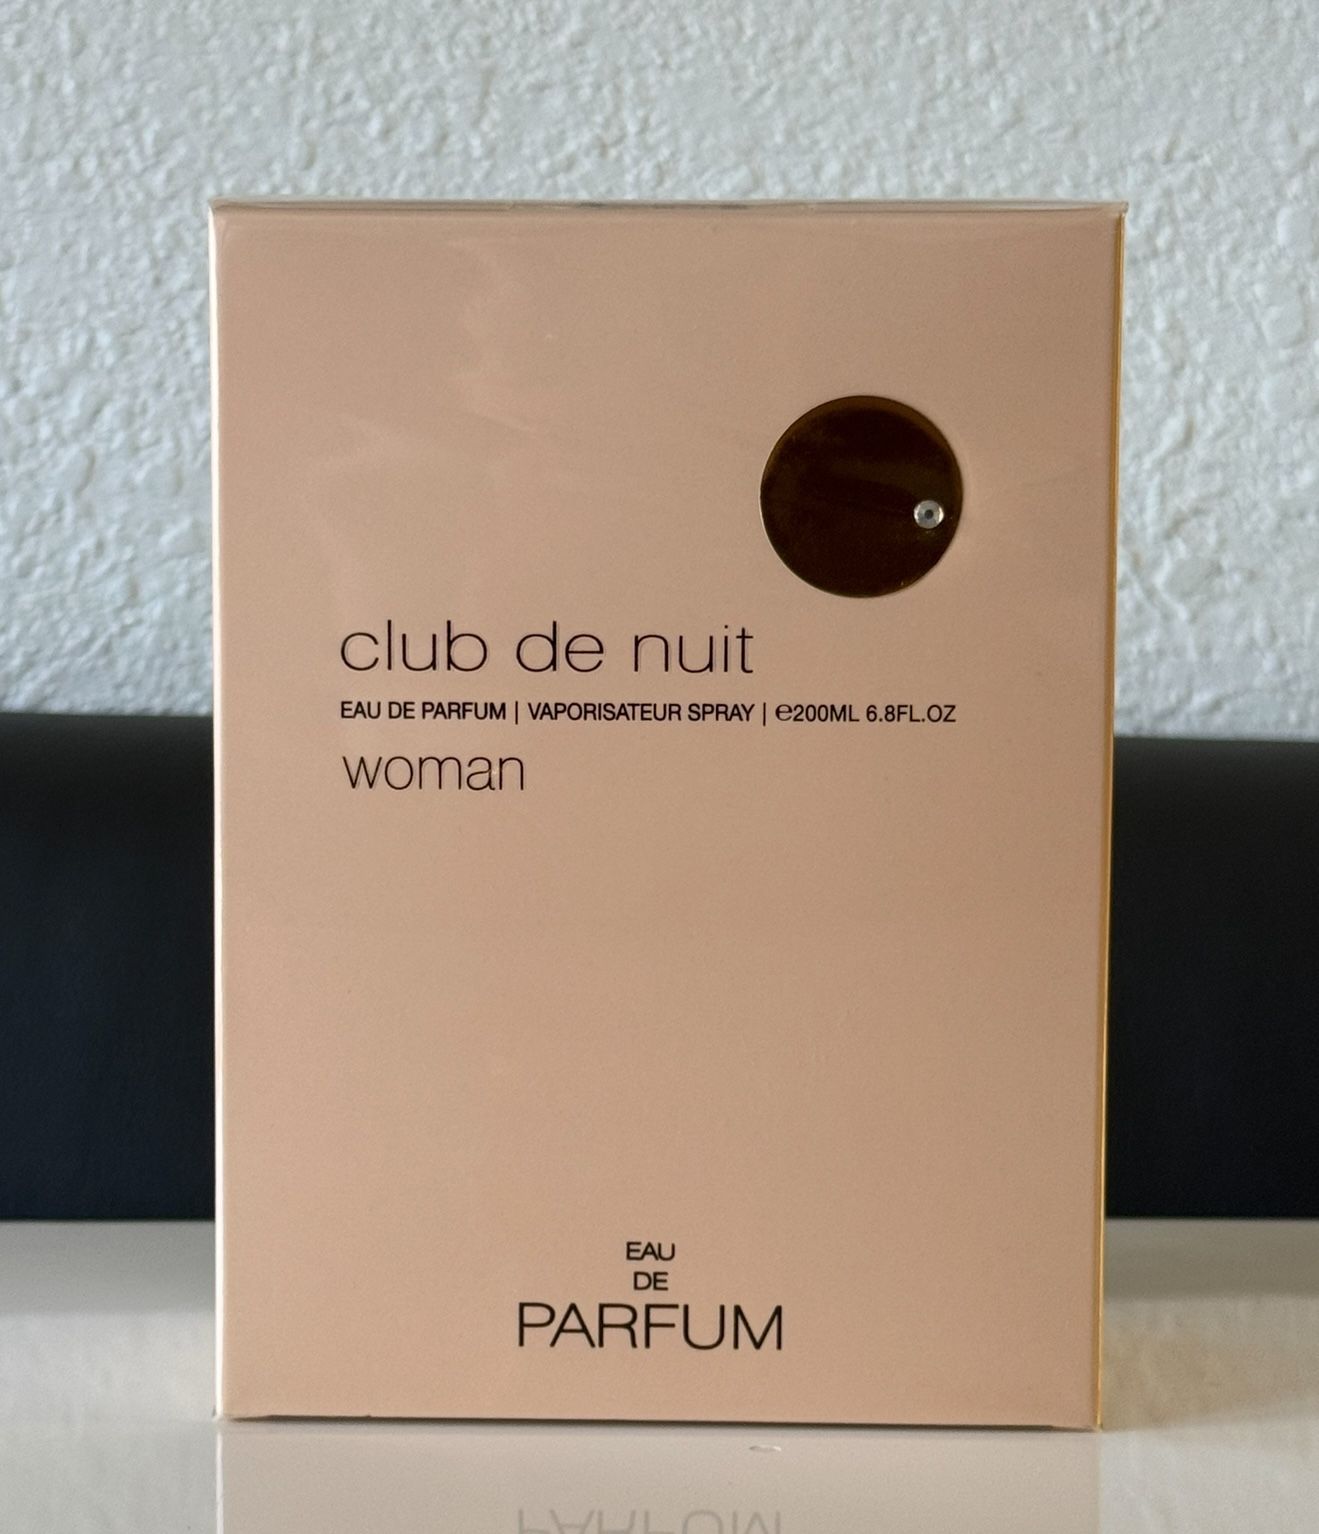 club de nuit
EAU DE PARFUM | VAPORISATEUR SPRAY | ℮200ML 6.8FL.OZ
woman
EAU
DE
PARFUM